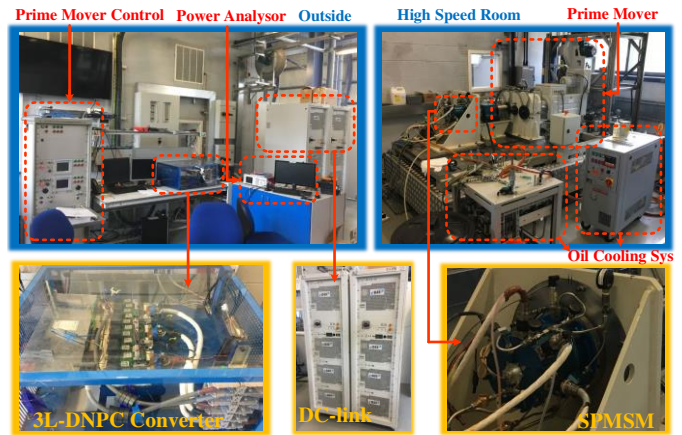 Prime Mover Control
Power Analysor
Outside
High Speed Room
Prime Mover
Oil Cooling Sys
3L-DNPC Converter
DC-link
SPMSM